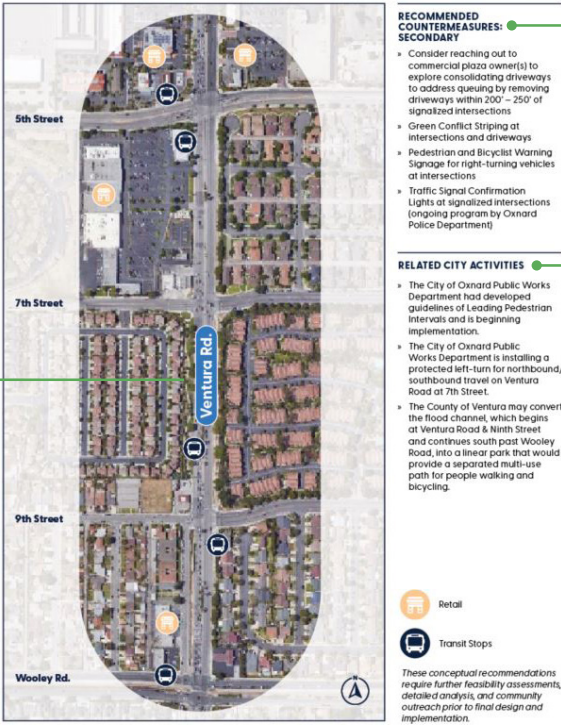 5th Street
7th Street
Ventura Rd.
9th Street
Wooley Rd.
RECOMMENDED
COUNTERMEASURES:
SECONDARY
» Consider reaching out to
commercial plaza owner(s) to
explore consolidating driveways
to address queuing by removing
driveways within 200' – 250' of
signalized intersections
» Green Conflict Striping at
intersections and driveways
» Pedestrian and Bicyclist Warning
Signage for right-turning vehicles
at intersections
» Traffic Signal Confirmation
Lights at signalized intersections
(ongoing program by Oxnard
Police Department)
RELATED CITY ACTIVITIES
» The City of Oxnard Public Works
Department had developed
guidelines of Leading Pedestrian
Intervals and is beginning
implementation.
» The City of Oxnard Public
Works Department is installing a
protected left-turn for northbound/
southbound travel on Ventura
Road at 7th Street.
» The County of Ventura may convert
the flood channel, which begins
at Ventura Road & Ninth Street
and continues south past Wooley
Road, into a linear park that would
provide a separated multi-use
path for people walking and
bicycling.
Retail
Transit Stops
These conceptual recommendations
require further feasibility assessments,
detailed analysis, and community
outreach prior to final design and
implementation.